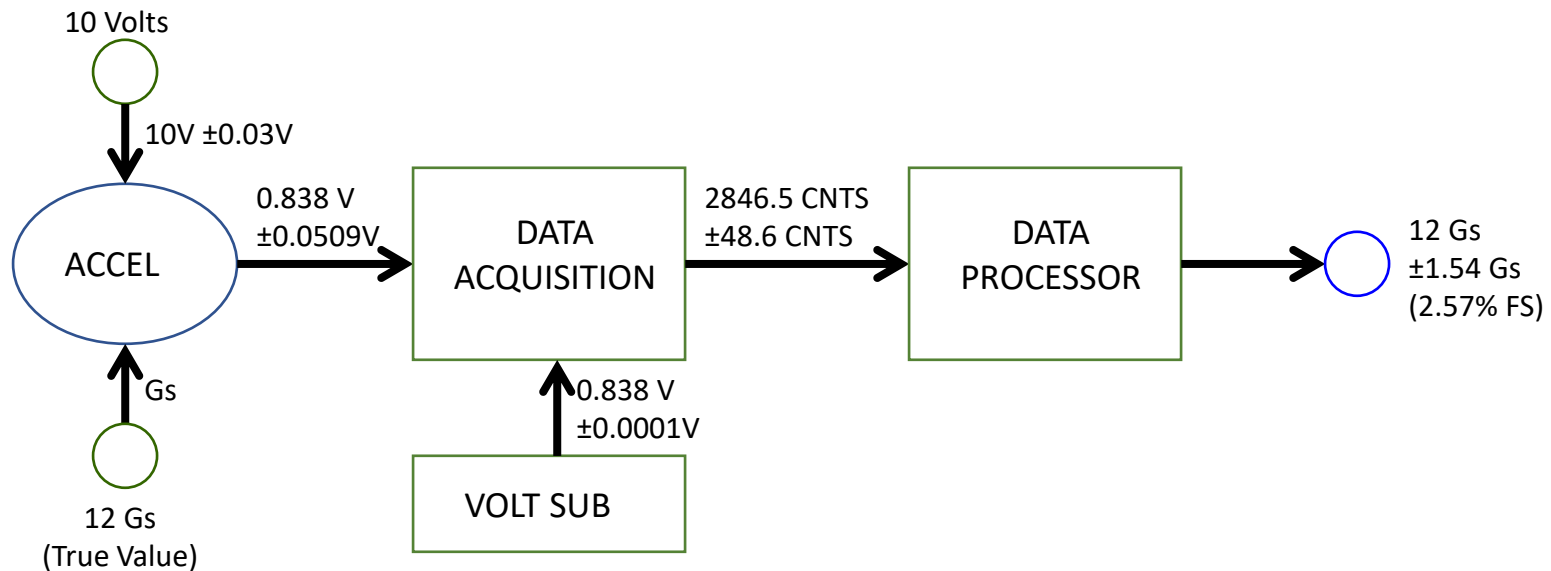 10 Volts
10V ±0.03V
ACCEL
Gs
12 Gs
(True Value)
0.838 V
±0.0509V
DATA
ACQUISITION
0.838 V
±0.0001V
VOLT SUB
2846.5 CNTS
±48.6 CNTS
DATA
PROCESSOR
12 Gs
±1.54 Gs
(2.57% FS)